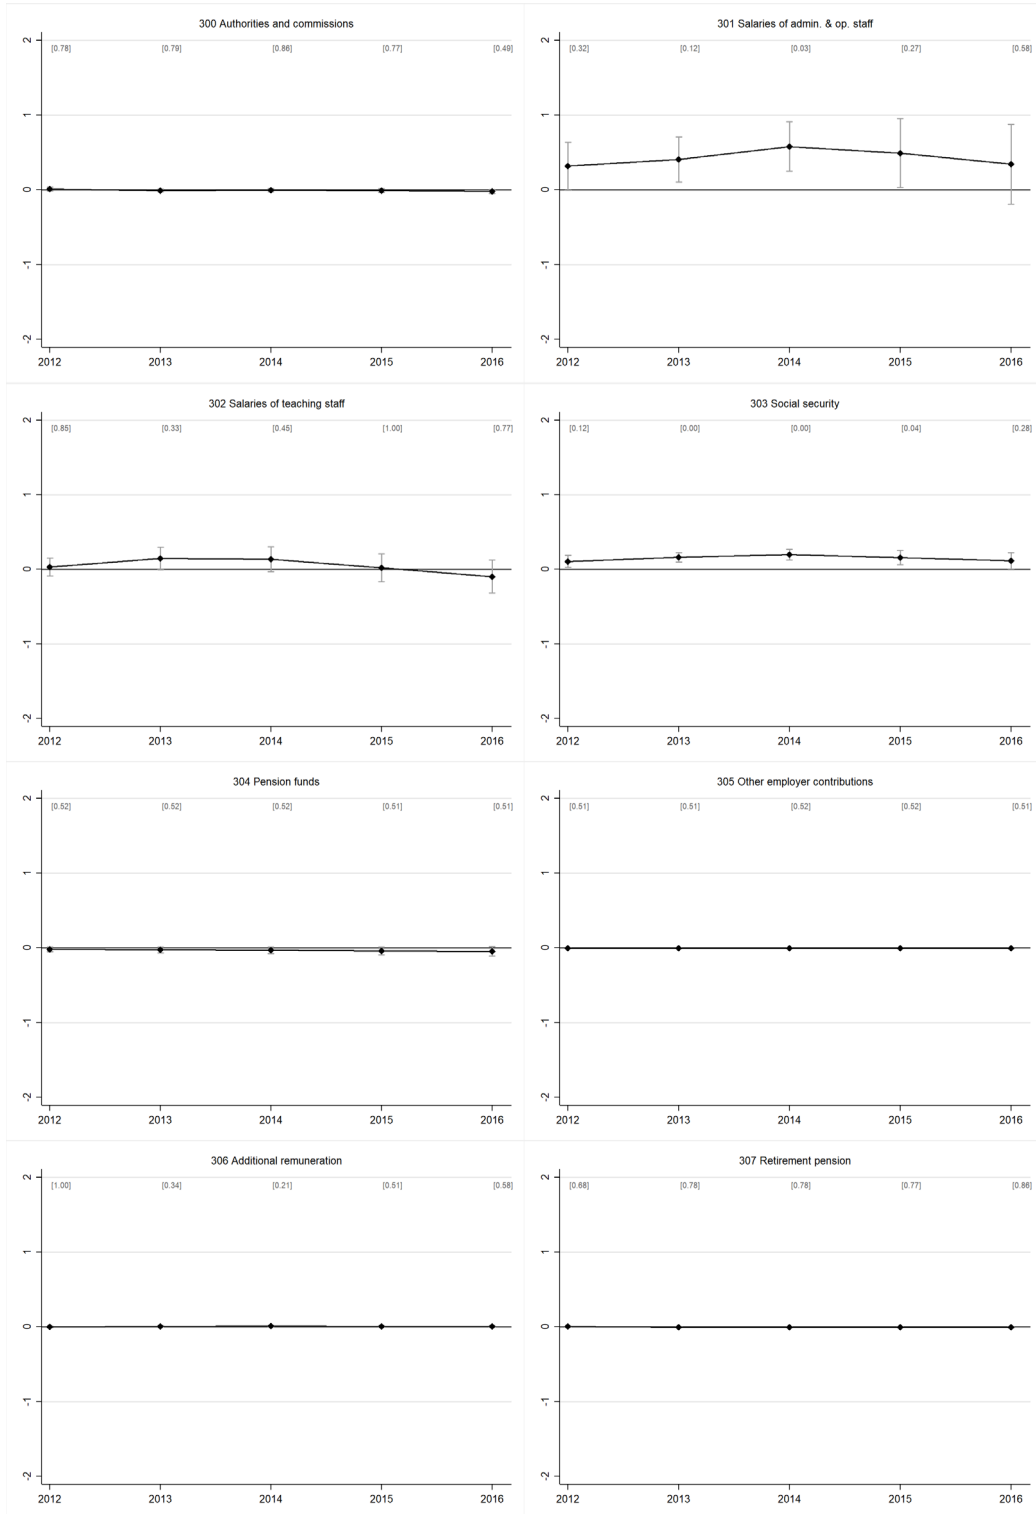 300 Authorities and commissions
2
[0.78] [0.79] [0.86] [0.77] [0.49]
1
0
-1
-2
2012 2013 2014 2015 2016
301 Salaries of admin. & op. staff
2
[0.32] [0.12] [0.03] [0.27] [0.58]
1
0
-1
-2
2012 2013 2014 2015 2016
302 Salaries of teaching staff
2
[0.85] [0.33] [0.45] [1.00] [0.77]
1
0
-1
-2
2012 2013 2014 2015 2016
303 Social security
2
[0.12] [0.00] [0.00] [0.04] [0.28]
1
0
-1
-2
2012 2013 2014 2015 2016
304 Pension funds
2
[0.52] [0.52] [0.52] [0.51] [0.51]
1
0
-1
-2
2012 2013 2014 2015 2016
305 Other employer contributions
2
[0.51] [0.51] [0.52] [0.52] [0.51]
1
0
-1
-2
2012 2013 2014 2015 2016
306 Additional remuneration
2
[1.00] [0.34] [0.21] [0.51] [0.58]
1
0
-1
-2
2012 2013 2014 2015 2016
307 Retirement pension
2
[0.68] [0.78] [0.78] [0.77] [0.86]
1
0
-1
-2
2012 2013 2014 2015 2016